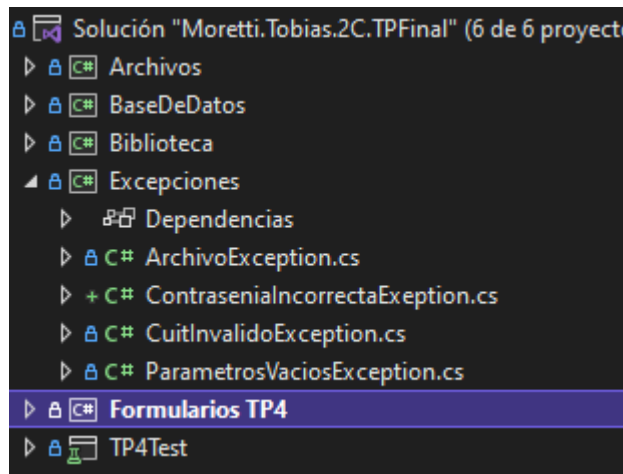 Solución "Moretti.Tobias.2C.TPFinal" (6 de 6 proyecto
C# Archivos
C# BaseDeDatos
C# Biblioteca
C# Excepciones
Dependencias
C# ArchivoException.cs
+ C# ContraseniaIncorrectaExeption.cs
C# CuitInvalidoException.cs
C# ParametrosVaciosException.cs
C# Formularios TP4
TP4Test